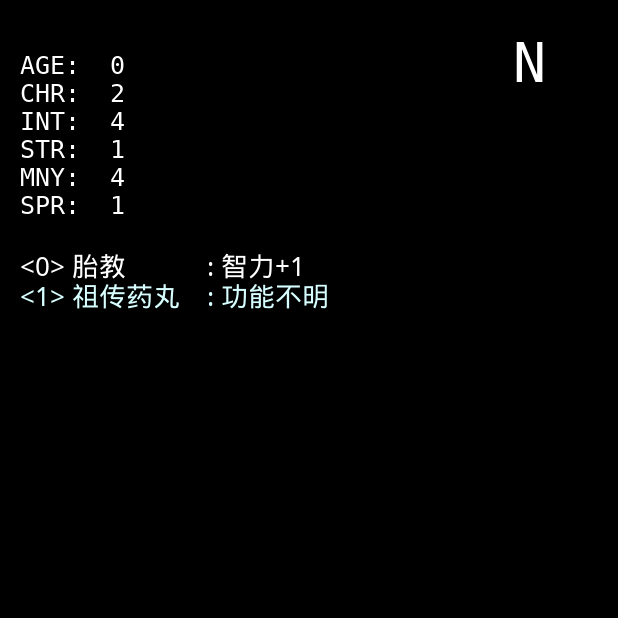 N
AGE: 0
CHR: 2
INT: 4
STR: 1
MNY: 4
SPR: 1
<0> 胎教 : 智力+1
<1> 祖传药丸 : 功能不明